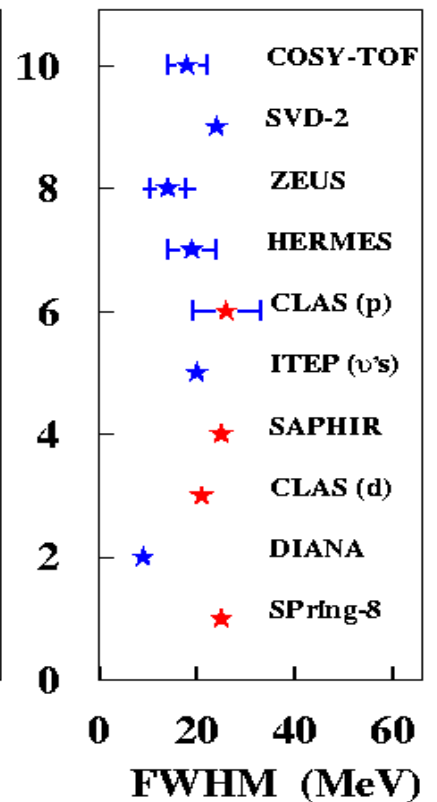 10 COSY-TOF
SVD-2
8 ZEUS
HERMES
6 CLAS (p)
ITEP (υ's)
4 SAPHIR
CLAS (d)
2 DIANA
SPring-8
0
0 20 40 60
FWHM (MeV)